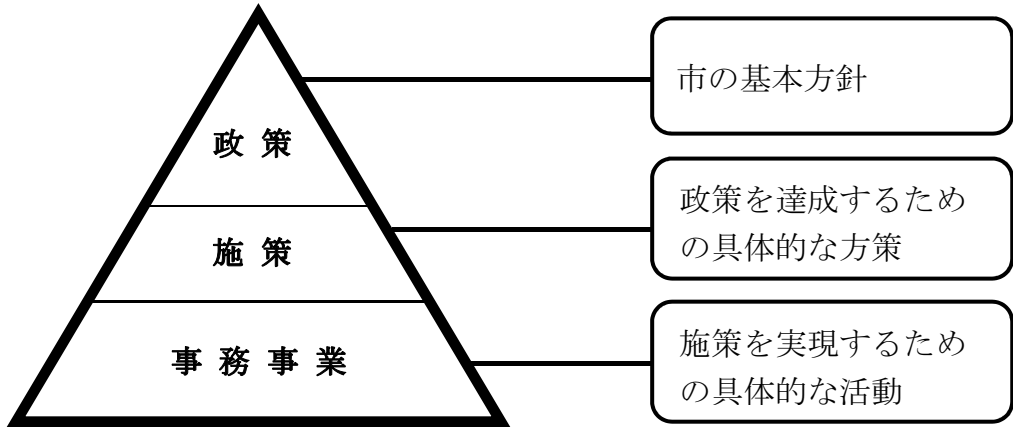 政策
市の基本方針
施策
政策を達成するため
の具体的な方策
事務事業
施策を実現するため
の具体的な活動